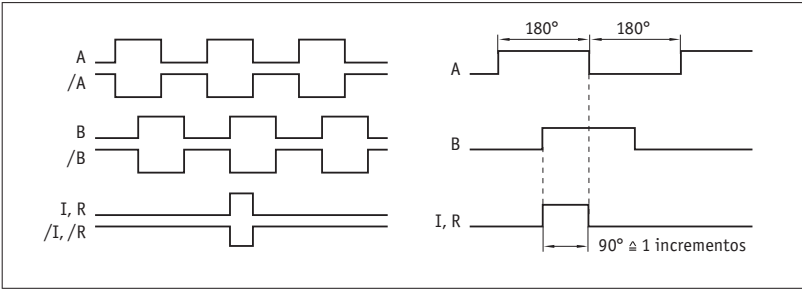 A
/A
B
/B
I, R
/I, /R
180° 180°
A
B
I, R
90° ≙ 1 incrementos